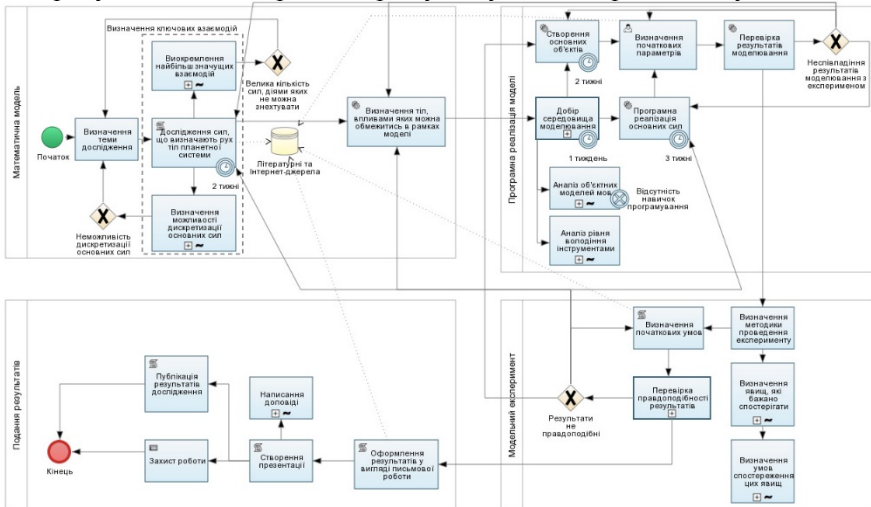 Математична модель
Визначення ключових взаємодій
Виокремлення
найбільш значущих
взаємодій
Велика кількість
сил, діями яких
не можна
знехтувати
Визначення
теми
дослідження
Початок
Дослідження сил,
що визначають рух
тіл планетної
системи
2 тижні
Літературні та
Інтернет-джерела
Визначення тіл,
впливами яких можна
обмежитись в рамках
моделі
Неможливість
дискретизації
основних сил
Визначення
можливості
дискретизації
основних сил
Програмна реалізація моделі
Створення
основних
об'єктів
2 тижні
Визначення
початкових
параметрів
Перевірка
результатів
моделювання
Неспівпадіння
результатів
моделювання з
експериментом
Добір
середовища
моделювання
1 тиждень
Програмна
реалізація
основних сил
3 тижні
Аналіз об'єктних
моделей мов
Відсутність
навичок
програмування
Аналіз рівня
володіння
інструментами
Подання результатів
Публікація
результатів
дослідження
Написання
доповіді
Кінець
Захист роботи
Створення
презентації
Оформлення
результатів у
вигляді письмової
роботи
Модельний експеримент
Визначення
початкових умов
Визначення
методики
проведення
експерименту
Результати
не
правдоподібні
Перевірка
правдоподібності
результатів
Визначення
явищ, які
бажано
спостерігати
Визначення
умов
спостереження
цих явищ